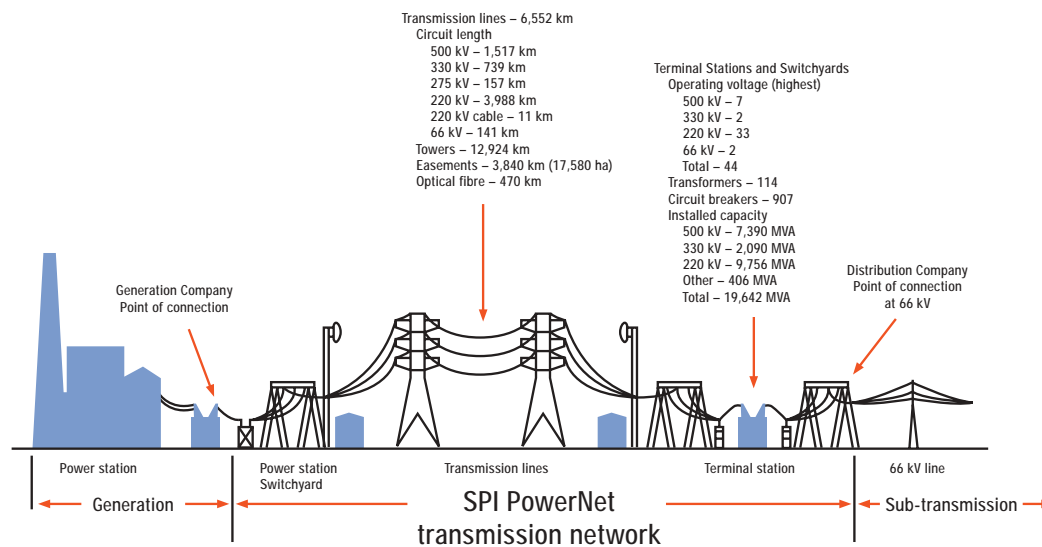 Transmission lines – 6,552 km
Circuit length
500 kV – 1,517 km
330 kV – 739 km
275 kV – 157 km
220 kV – 3,988 km
220 kV cable – 11 km
66 kV – 141 km
Towers – 12,924 km
Easements – 3,840 km (17,580 ha)
Optical fibre – 470 km
Terminal Stations and Switchyards
Operating voltage (highest)
500 kV – 7
330 kV – 2
220 kV – 33
66 kV – 2
Total – 44
Transformers – 114
Circuit breakers – 907
Installed capacity
500 kV – 7,390 MVA
330 kV – 2,090 MVA
220 kV – 9,756 MVA
Other – 406 MVA
Total – 19,642 MVA
Generation Company
Point of connection
Distribution Company
Point of connection
at 66 kV
Power station
Power station
Switchyard
Transmission lines
Terminal station
66 kV line
Generation
SPI PowerNet
transmission network
Sub-transmission